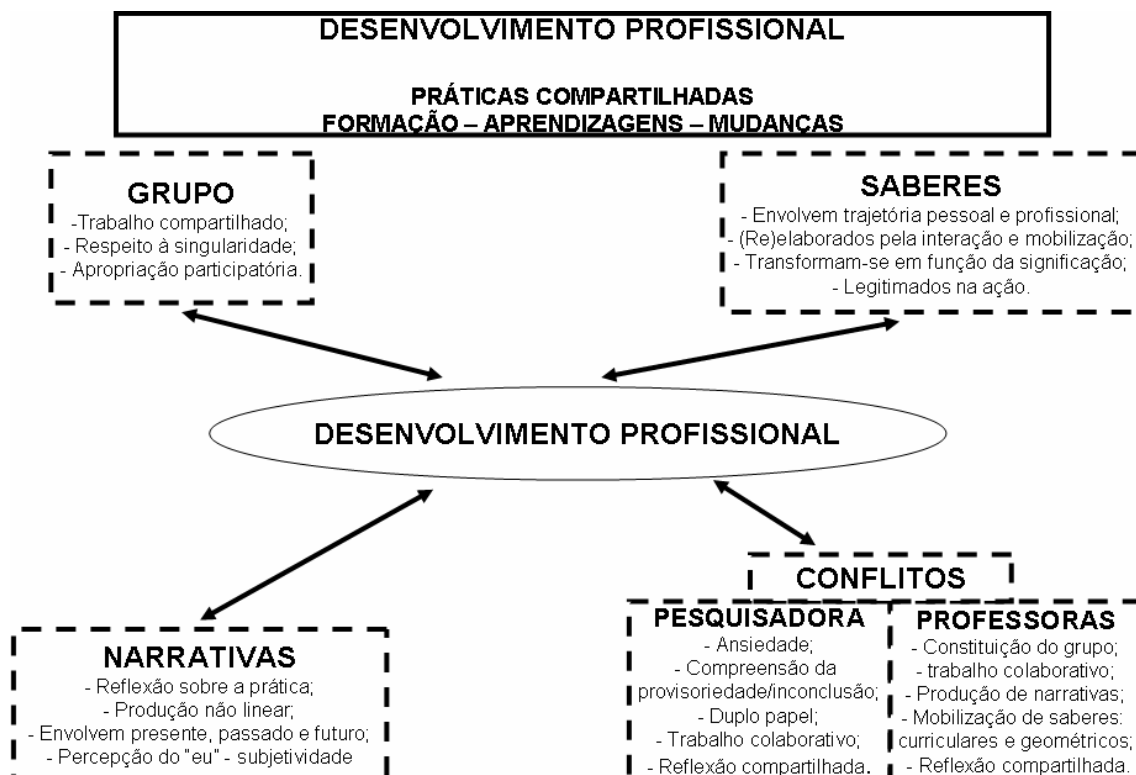 DESENVOLVIMENTO PROFISSIONAL
PRÁTICAS COMPARTILHADAS
FORMAÇÃO – APRENDIZAGENS – MUDANÇAS
GRUPO
-Trabalho compartilhado;
- Respeito à singularidade;
- Apropriação participatória.
SABERES
- Envolvem trajetória pessoal e profissional;
- (Re)elaborados pela interação e mobilização;
- Transformam-se em função da significação;
- Legitimados na ação.
DESENVOLVIMENTO PROFISSIONAL
NARRATIVAS
- Reflexão sobre a prática;
- Produção não linear;
- Envolvem presente, passado e futuro;
- Percepção do "eu" - subjetividade
CONFLITOS
PESQUISADORA
- Ansiedade;
- Compreensão da
provisoriedade/inconclusão;
- Duplo papel;
- Trabalho colaborativo;
- Reflexão compartilhada.
PROFESSORAS
- Constituição do grupo;
- trabalho colaborativo;
- Produção de narrativas;
- Mobilização de saberes:
curriculares e geométricos;
- Reflexão compartilhada.